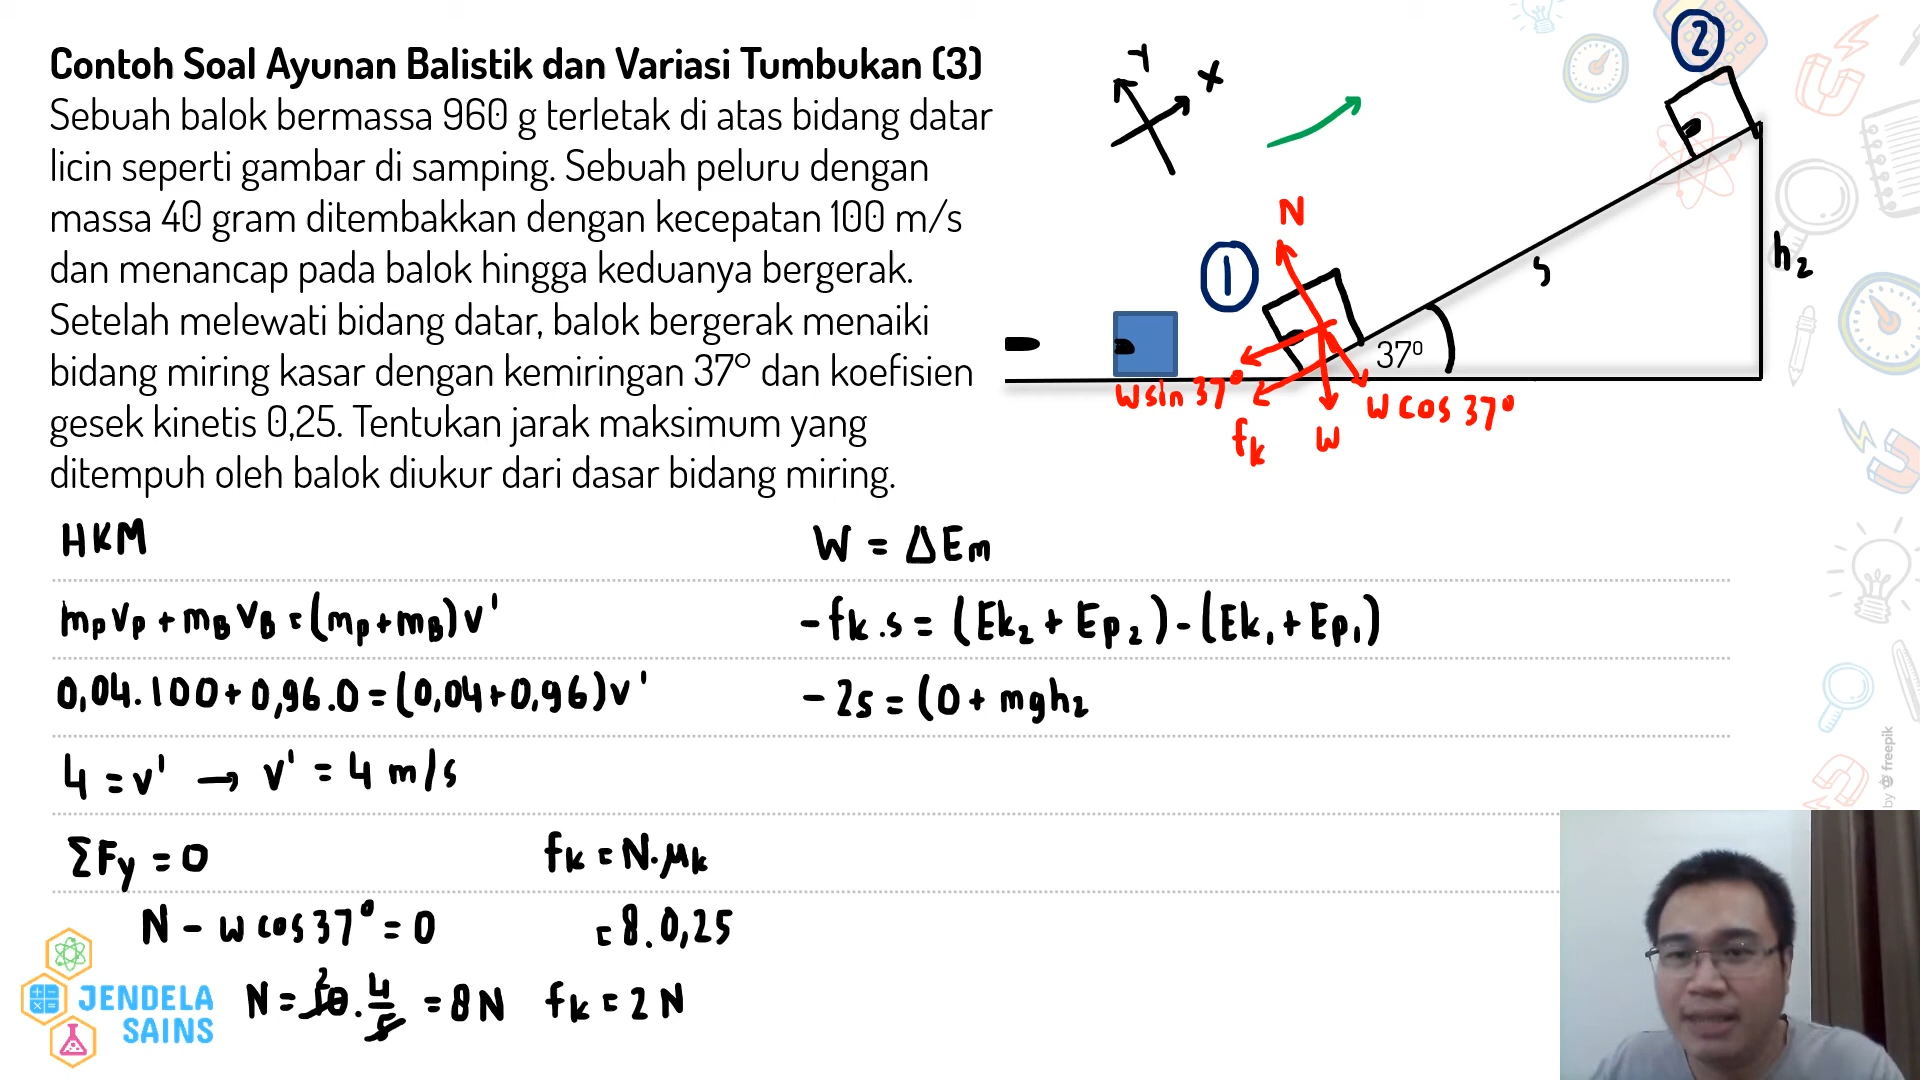 Contoh Soal Ayunan Balistik dan Variasi Tumbukan (3)
Sebuah balok bermassa 960 g terletak di atas bidang datar
licin seperti gambar di samping. Sebuah peluru dengan
massa 40 gram ditembakkan dengan kecepatan 100 m/s
dan menancap pada balok hingga keduanya bergerak.
Setelah melewati bidang datar, balok bergerak menaiki
bidang miring kasar dengan kemiringan 37° dan koefisien
gesek kinetis 0,25. Tentukan jarak maksimum yang
ditempuh oleh balok diukur dari dasar bidang miring.
Y
X
2
N
1
s
h₂
37⁰
W sin 37°
fk
W
W cos 37°
HKM
mpVp + mBVB = (mp+mB)v'
0,04.100 + 0,96.0 = (0,04+0,96)v'
4 = v' → v' = 4 m/s
ΣFy = 0
N - W cos 37° = 0
N = 10². 4/5 = 8 N
fk = N.μk
= 8.0,25
fk = 2 N
W = ΔEm
-fk.s = (Ek₂ + Ep₂) - (Ek₁ + Ep₁)
-2s = (0 + mgh₂
JENDELA
SAINS
by freepik